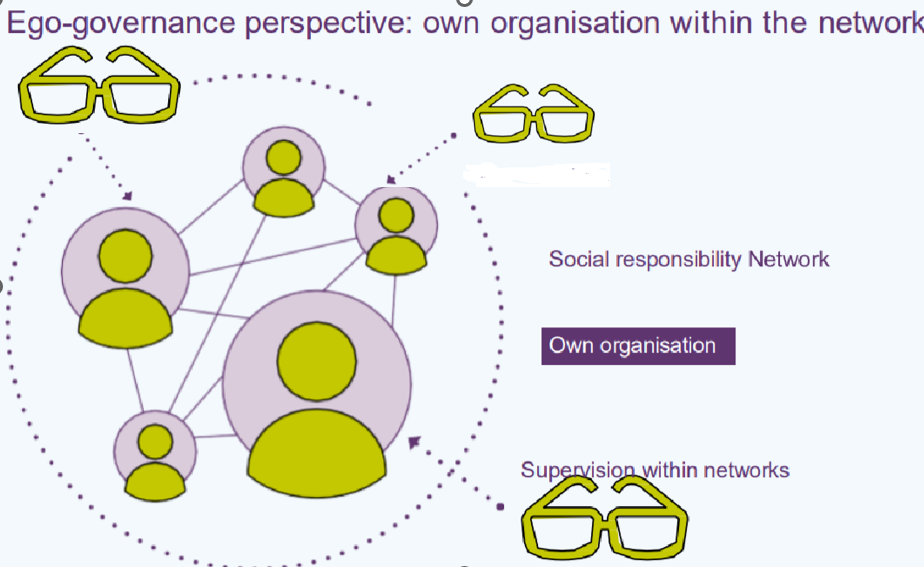 Ego-governance perspective: own organisation within the network
Social responsibility Network
Own organisation
Supervision within networks